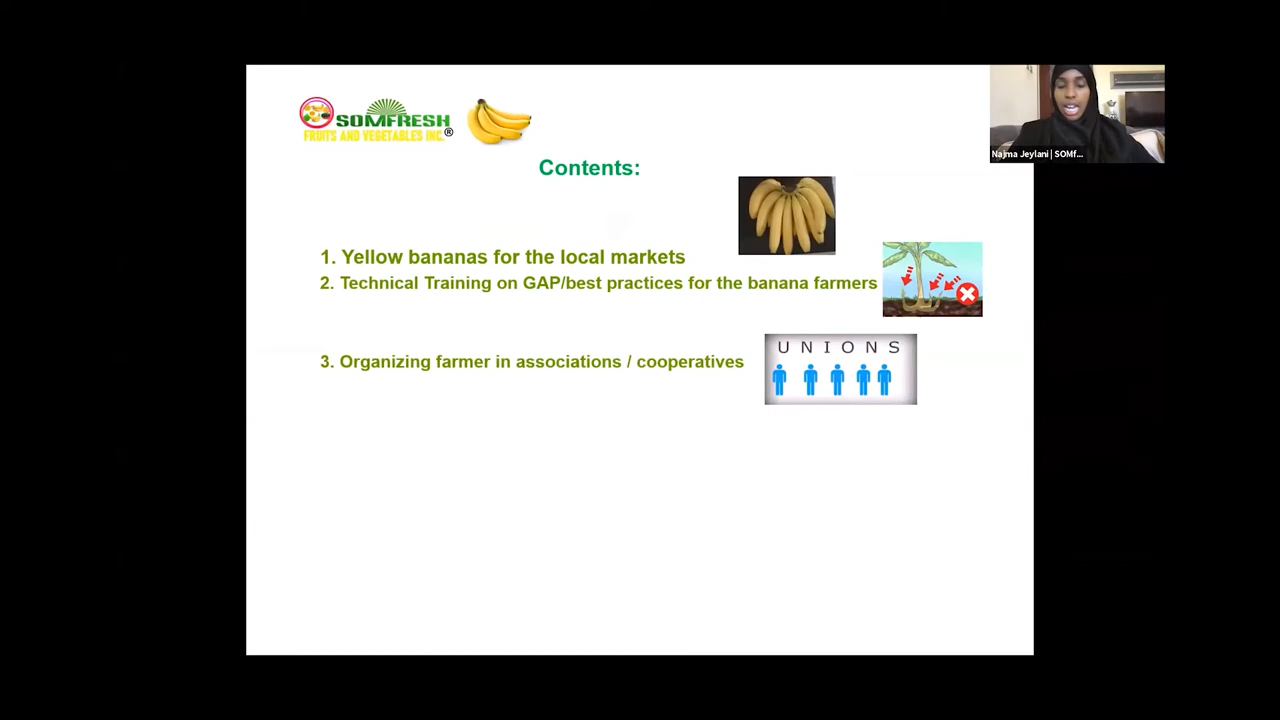 SOMFRESH
FRUITS AND VEGETABLES INC.®
Najma Jeylani | SOMf...
Contents:
1. Yellow bananas for the local markets
2. Technical Training on GAP/best practices for the banana farmers
3. Organizing farmer in associations / cooperatives
UNIONS